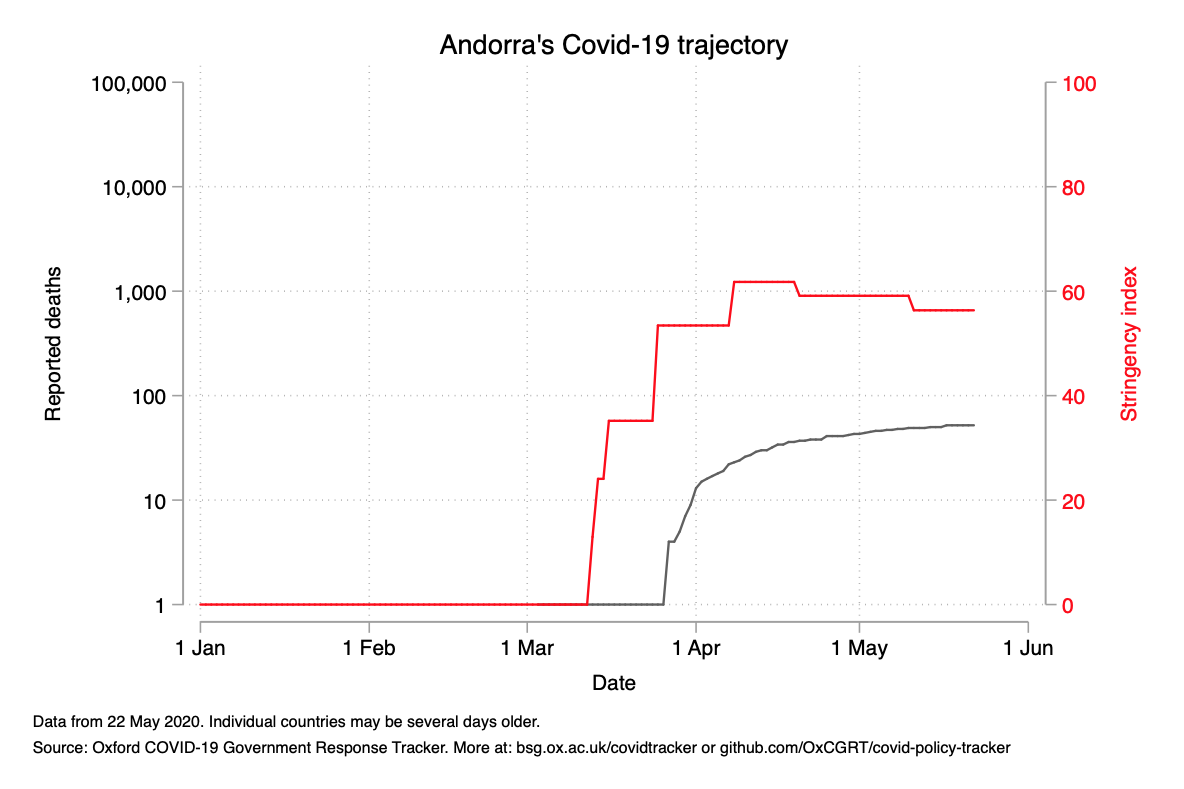 Andorra's Covid-19 trajectory
100,000
10,000
1,000
100
10
1
Reported deaths
100
80
60
40
20
0
Stringency index
1 Jan
1 Feb
1 Mar
1 Apr
1 May
1 Jun
Date
Data from 22 May 2020. Individual countries may be several days older.
Source: Oxford COVID-19 Government Response Tracker. More at: bsg.ox.ac.uk/covidtracker or github.com/OxCGRT/covid-policy-tracker